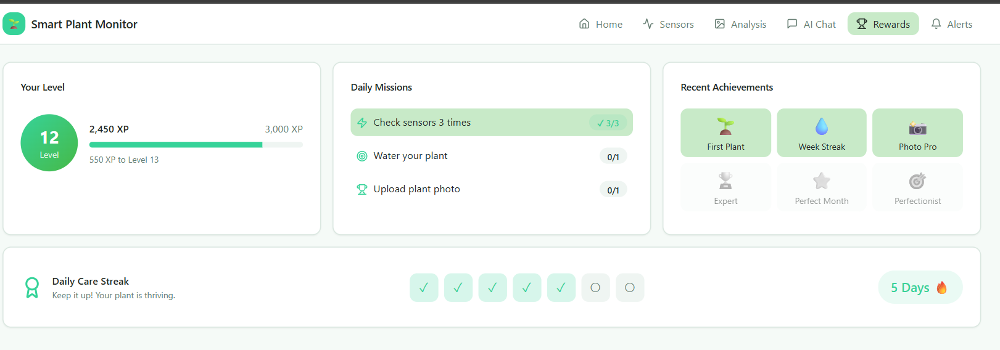 Smart Plant Monitor
Home
Sensors
Analysis
AI Chat
Rewards
Alerts
Your Level
12
Level
2,450 XP
3,000 XP
550 XP to Level 13
Daily Missions
Check sensors 3 times
✓ 3/3
Water your plant
0/1
Upload plant photo
0/1
Recent Achievements
First Plant
Week Streak
Photo Pro
Expert
Perfect Month
Perfectionist
Daily Care Streak
Keep it up! Your plant is thriving.
✓ ✓ ✓ ✓ ✓ ○ ○
5 Days 🔥